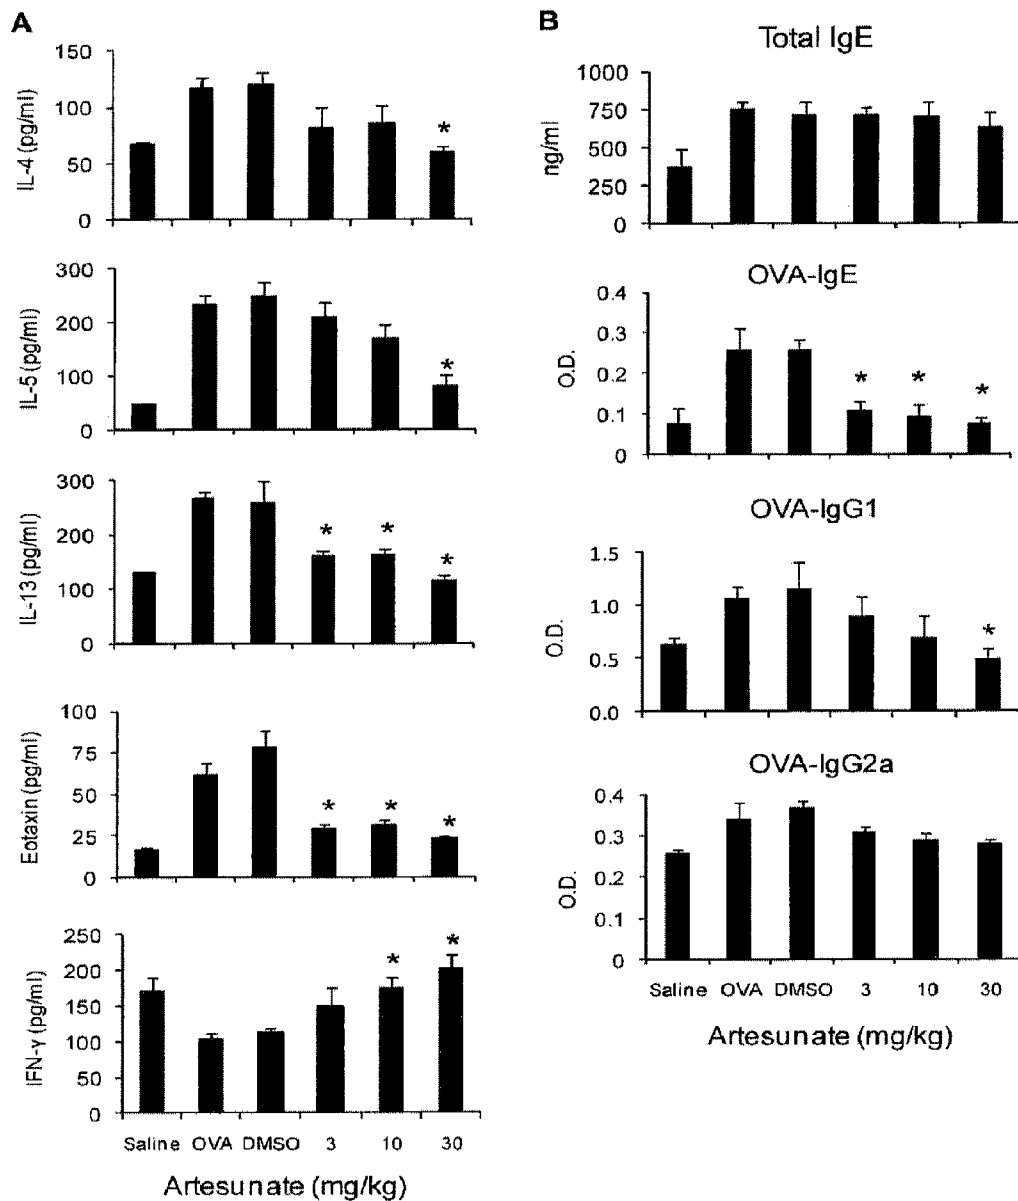 A
IL-4 (pg/ml)
150
100
50
0
*
IL-5 (pg/ml)
300
200
100
0
*
IL-13 (pg/ml)
300
200
100
0
* * *
Eotaxin (pg/ml)
100
75
50
25
0
* * *
IFN-γ (pg/ml)
250
200
150
100
50
0
* *
Saline OVA DMSO 3 10 30
Artesunate (mg/kg)
B
Total IgE
ng/ml
1000
750
500
250
0
OVA-IgE
O.D.
0.4
0.3
0.2
0.1
0
* * *
OVA-IgG1
O.D.
1.5
1.0
0.5
0.0
*
OVA-IgG2a
O.D.
0.4
0.3
0.2
0.1
0
Saline OVA DMSO 3 10 30
Artesunate (mg/kg)